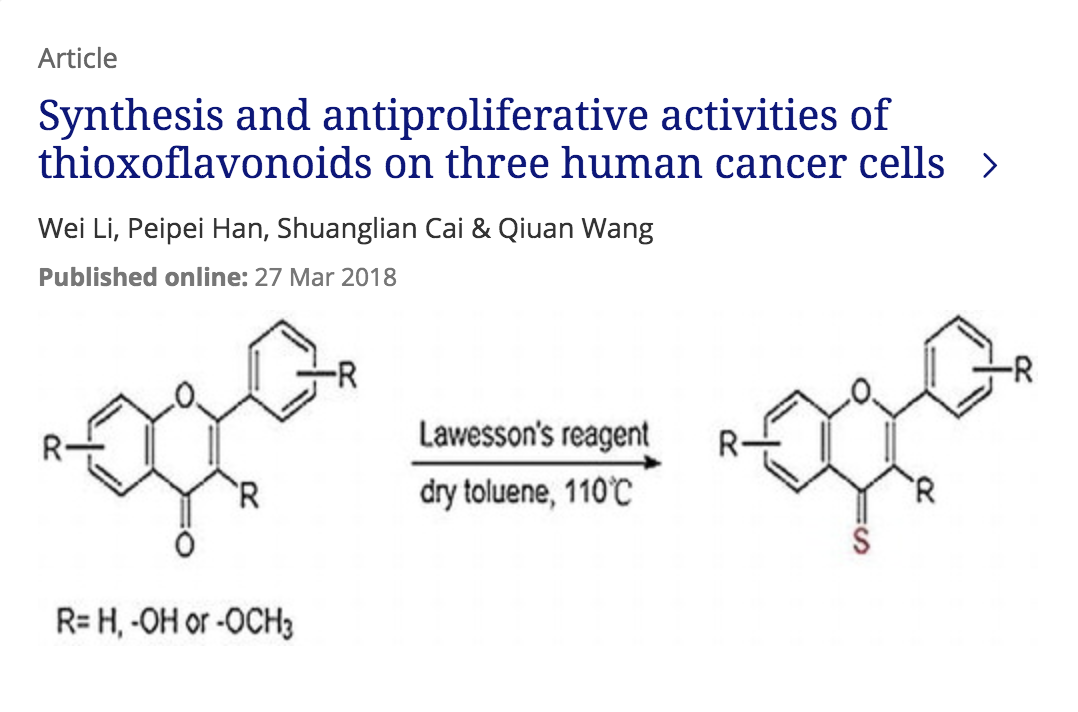 Article
Synthesis and antiproliferative activities of
thioxoflavonoids on three human cancer cells >
Wei Li, Peipei Han, Shuanglian Cai & Qiuan Wang
Published online: 27 Mar 2018
O
R
R
R
O
Lawesson's reagent
dry toluene, 110℃
O
R
R
R
S
R= H, -OH or -OCH₃